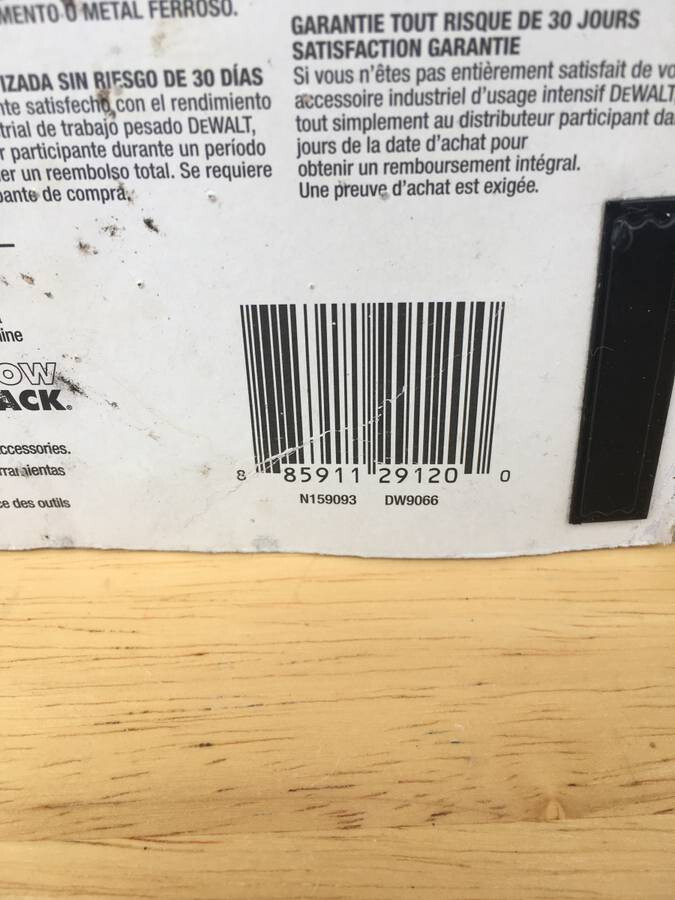 MENTO O METAL FERROSO.
IZADA SIN RIESGO DE 30 DÍAS
nte satisfecho con el rendimiento
trial de trabajo pesado DEWALT,
r participante durante un período
er un reembolso total. Se requiere
bante de compra.
GARANTIE TOUT RISQUE DE 30 JOURS
SATISFACTION GARANTIE
Si vous n'êtes pas entièrement satisfait de vo
accessoire industriel d'usage intensif DEWALT
tout simplement au distributeur participant da
jours de la date d'achat pour
obtenir un remboursement intégral.
Une preuve d'achat est exigée.
ine
OW
ACK.
ccessories.
rramientas
ce des outils
8 85911 29120 0
N159093 DW9066